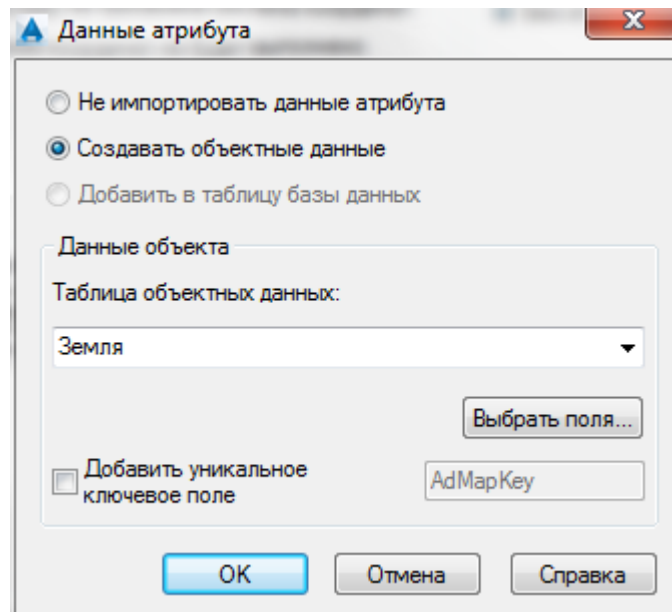 Данные атрибута
Не импортировать данные атрибута
Создавать объектные данные
Добавить в таблицу базы данных
Данные объекта
Таблица объектных данных:
Земля
Выбрать поля...
Добавить уникальное
ключевое поле
AdMapKey
OK
Отмена
Справка